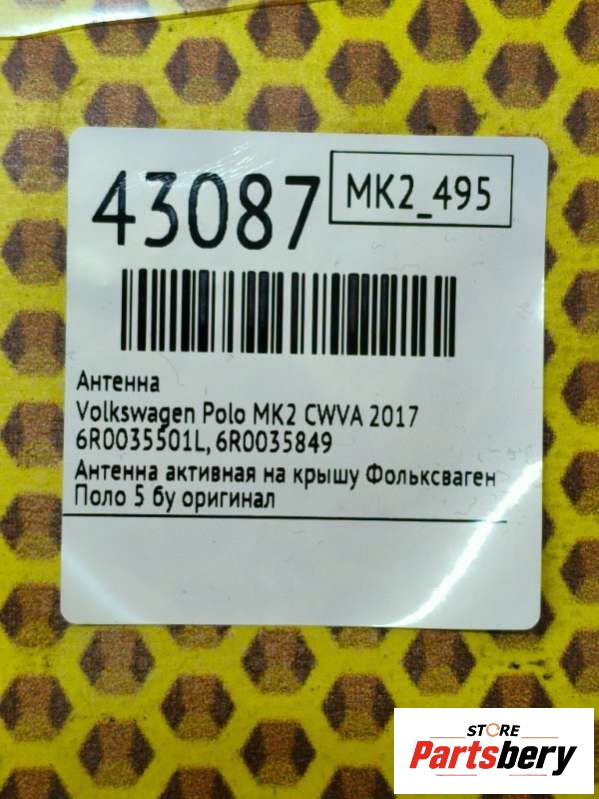 43087
MK2_495
Антенна
Volkswagen Polo MK2 CWVA 2017
6R0035501L, 6R0035849
Антенна активная на крышу Фольксваген
Поло 5 бу оригинал
STORE
Partsbery